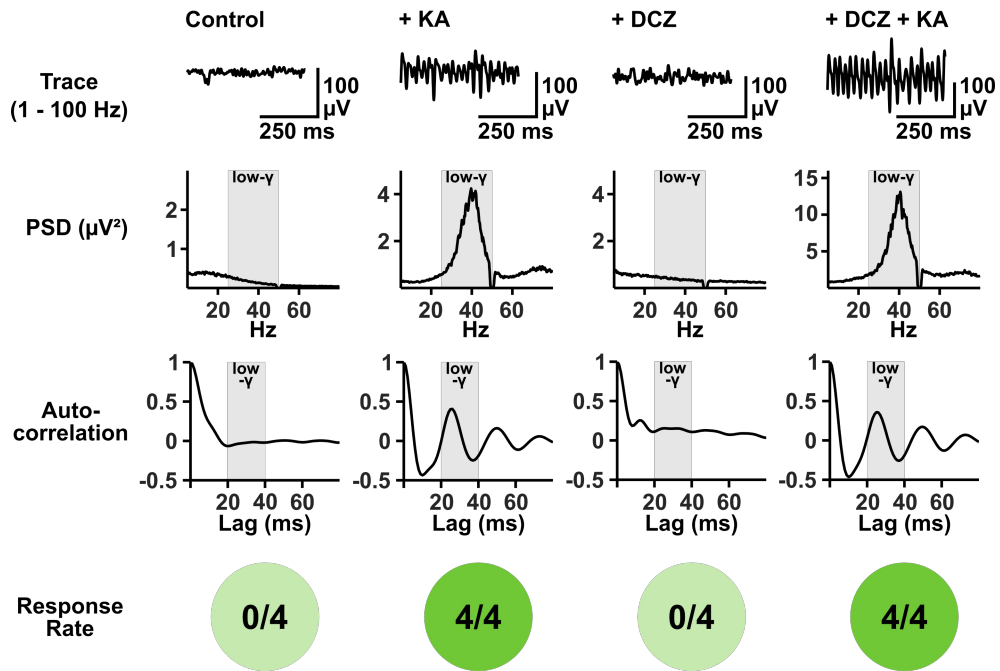 Control + KA + DCZ + DCZ + KA
Trace
(1 - 100 Hz)
100 µV 250 ms 100 µV 250 ms 100 µV 250 ms 100 µV 250 ms
PSD (µV²)
low-γ low-γ low-γ low-γ
2 4 4 15
1 2 2 10
5
20 40 60 20 40 60 20 40 60 20 40 60
Hz Hz Hz Hz
Auto-
correlation
1 1 1 1
low low low low
-γ -γ -γ -γ
0.5 0.5 0.5 0.5
0 0 0 0
-0.5 -0.5 -0.5 -0.5
20 40 60 20 40 60 20 40 60 20 40 60
Lag (ms) Lag (ms) Lag (ms) Lag (ms)
Response
Rate
0/4 4/4 0/4 4/4